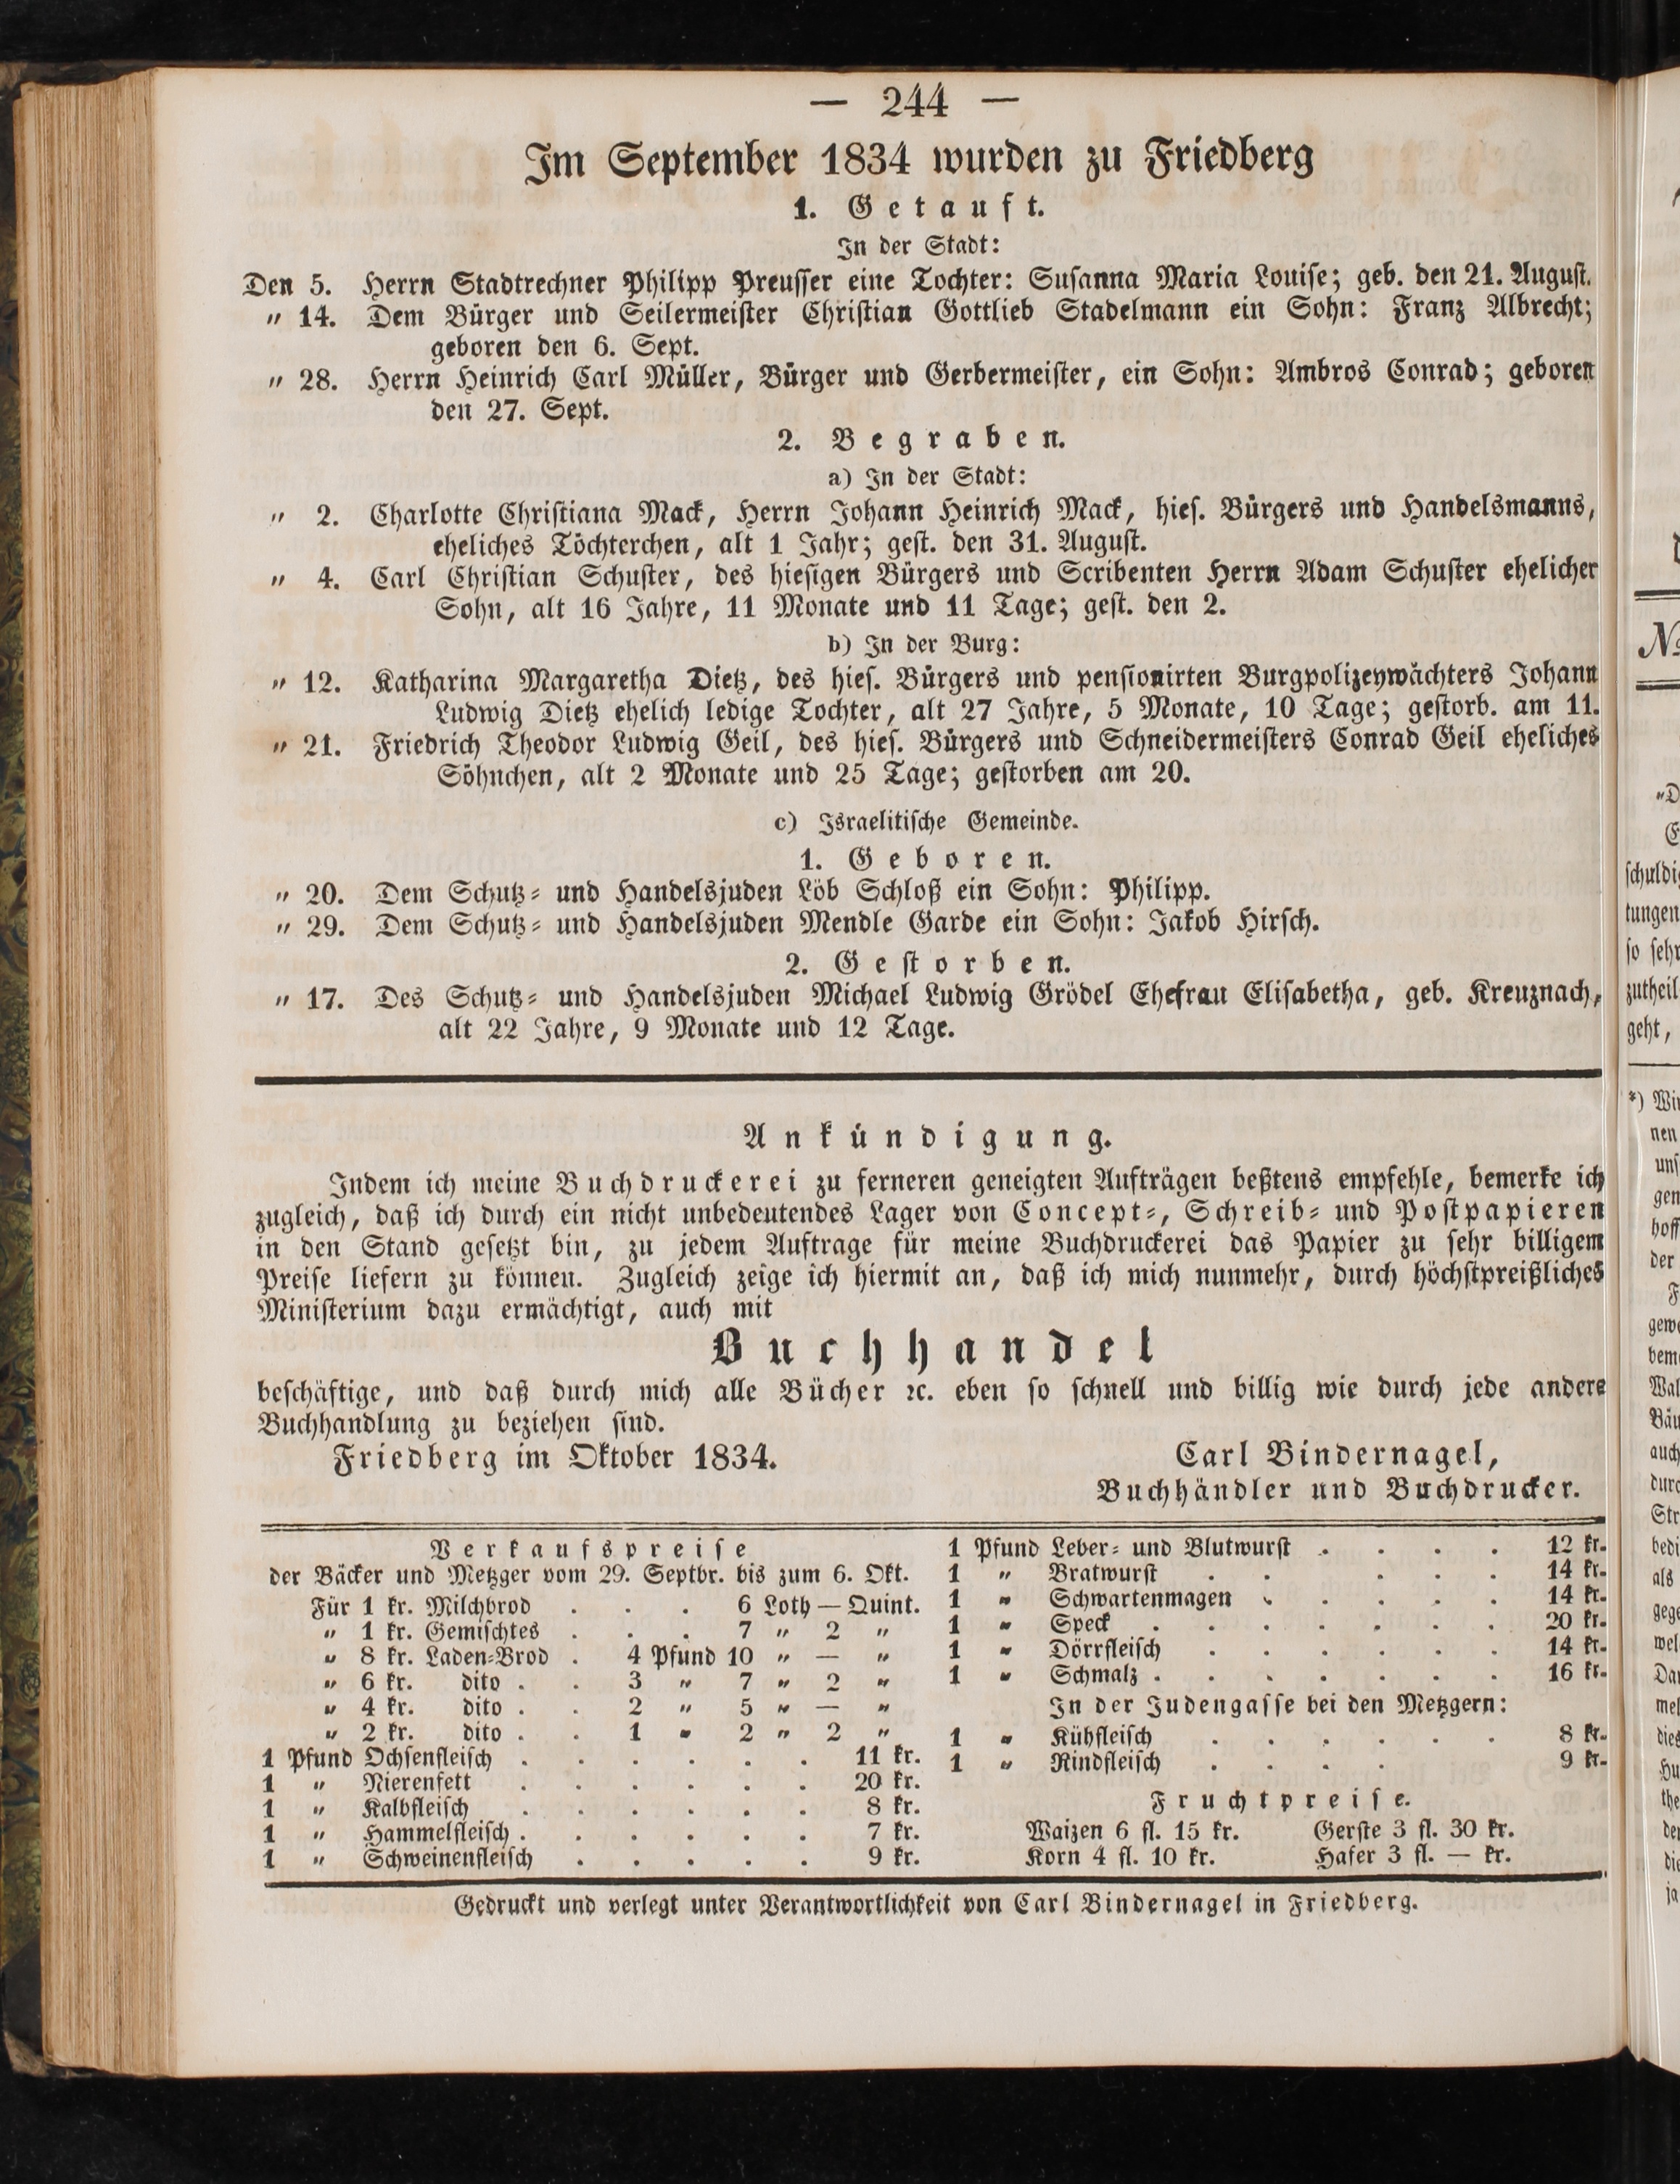 — 244 —
Im September 1834 wurden zu Friedberg
1. Getauft.
In der Stadt:
Den 5. Herrn Stadtrechner Philipp Preusser eine Tochter: Susanna Maria Louise; geb. den 21. August.
" 14. Dem Bürger und Seilermeister Christian Gottlieb Stadelmann ein Sohn: Franz Albrecht;
geboren den 6. Sept.
" 28. Herrn Heinrich Carl Müller, Bürger und Gerbermeister, ein Sohn: Ambros Conrad; geboren
den 27. Sept.
2. Begraben.
a) In der Stadt:
" 2. Charlotte Christiana Mack, Herrn Johann Heinrich Mack, hies. Bürgers und Handelsmanns,
eheliches Töchterchen, alt 1 Jahr; gest. den 31. August.
" 4. Carl Christian Schuster, des hiesigen Bürgers und Scribenten Herrn Adam Schuster ehelicher
Sohn, alt 16 Jahre, 11 Monate und 11 Tage; gest. den 2.
b) In der Burg:
" 12. Katharina Margaretha Dietz, des hies. Bürgers und pensionirten Burgpolizeywächters Johann
Ludwig Dietz ehelich ledige Tochter, alt 27 Jahre, 5 Monate, 10 Tage; gestorb. am 11.
" 21. Friedrich Theodor Ludwig Geil, des hies. Bürgers und Schneidermeisters Conrad Geil eheliches
Söhnchen, alt 2 Monate und 25 Tage; gestorben am 20.
c) Israelitische Gemeinde.
1. Geboren.
" 20. Dem Schutz- und Handelsjuden Löb Schloß ein Sohn: Philipp.
" 29. Dem Schutz- und Handelsjuden Mendle Garde ein Sohn: Jakob Hirsch.
2. Gestorben.
" 17. Des Schutz- und Handelsjuden Michael Ludwig Grödel Ehefrau Elisabetha, geb. Kreuznach,
alt 22 Jahre, 9 Monate und 12 Tage.
Ankündigung.
Indem ich meine Buchdruckerei zu ferneren geneigten Aufträgen beßtens empfehle, bemerke ich
zugleich, daß ich durch ein nicht unbedeutendes Lager von Concept-, Schreib- und Postpapieren
in den Stand gesetzt bin, zu jedem Auftrage für meine Buchdruckerei das Papier zu sehr billigem
Preise liefern zu können. Zugleich zeige ich hiermit an, daß ich mich nunmehr, durch höchstpreißliches
Ministerium dazu ermächtigt, auch mit
Buchhandel
beschäftige, und daß durch mich alle Bücher ꝛc. eben so schnell und billig wie durch jede andere
Buchhandlung zu beziehen sind.
Friedberg im Oktober 1834. Carl Bindernagel,
Buchhändler und Buchdrucker.
Verkaufspreise
der Bäcker und Metzger vom 29. Septbr. bis zum 6. Okt.
Für 1 kr. Milchbrod . . . 6 Loth — Quint.
" 1 kr. Gemischtes . . . 7 " 2 "
" 8 kr. Laden-Brod . 4 Pfund 10 " — "
" 6 kr. dito . . 3 " 7 " 2 "
" 4 kr. dito . . 2 " 5 " — "
" 2 kr. dito . . 1 " 2 " 2 "
1 Pfund Ochsenfleisch . . . . . . 11 kr.
1 " Nierenfett . . . . . . 20 kr.
1 " Kalbfleisch . . . . . . 8 kr.
1 " Hammelfleisch . . . . . . 7 kr.
1 " Schweinenfleisch . . . . . 9 kr.
1 Pfund Leber- und Blutwurst . . . . 12 kr.
1 " Bratwurst . . . . . 14 kr.
1 " Schwartenmagen . . . . . 14 kr.
1 " Speck . . . . . . . 20 kr.
1 " Dörrfleisch . . . . . . 14 kr.
1 " Schmalz . . . . . . . 16 kr.
In der Judengasse bei den Metzgern:
1 " Kühfleisch . . . . . . 8 kr.
1 " Rindfleisch . . . . 9 kr.
Fruchtpreise.
Waizen 6 fl. 15 kr. Gerste 3 fl. 30 kr.
Korn 4 fl. 10 kr. Hafer 3 fl. — kr.
Gedruckt und verlegt unter Verantwortlichkeit von Carl Bindernagel in Friedberg.